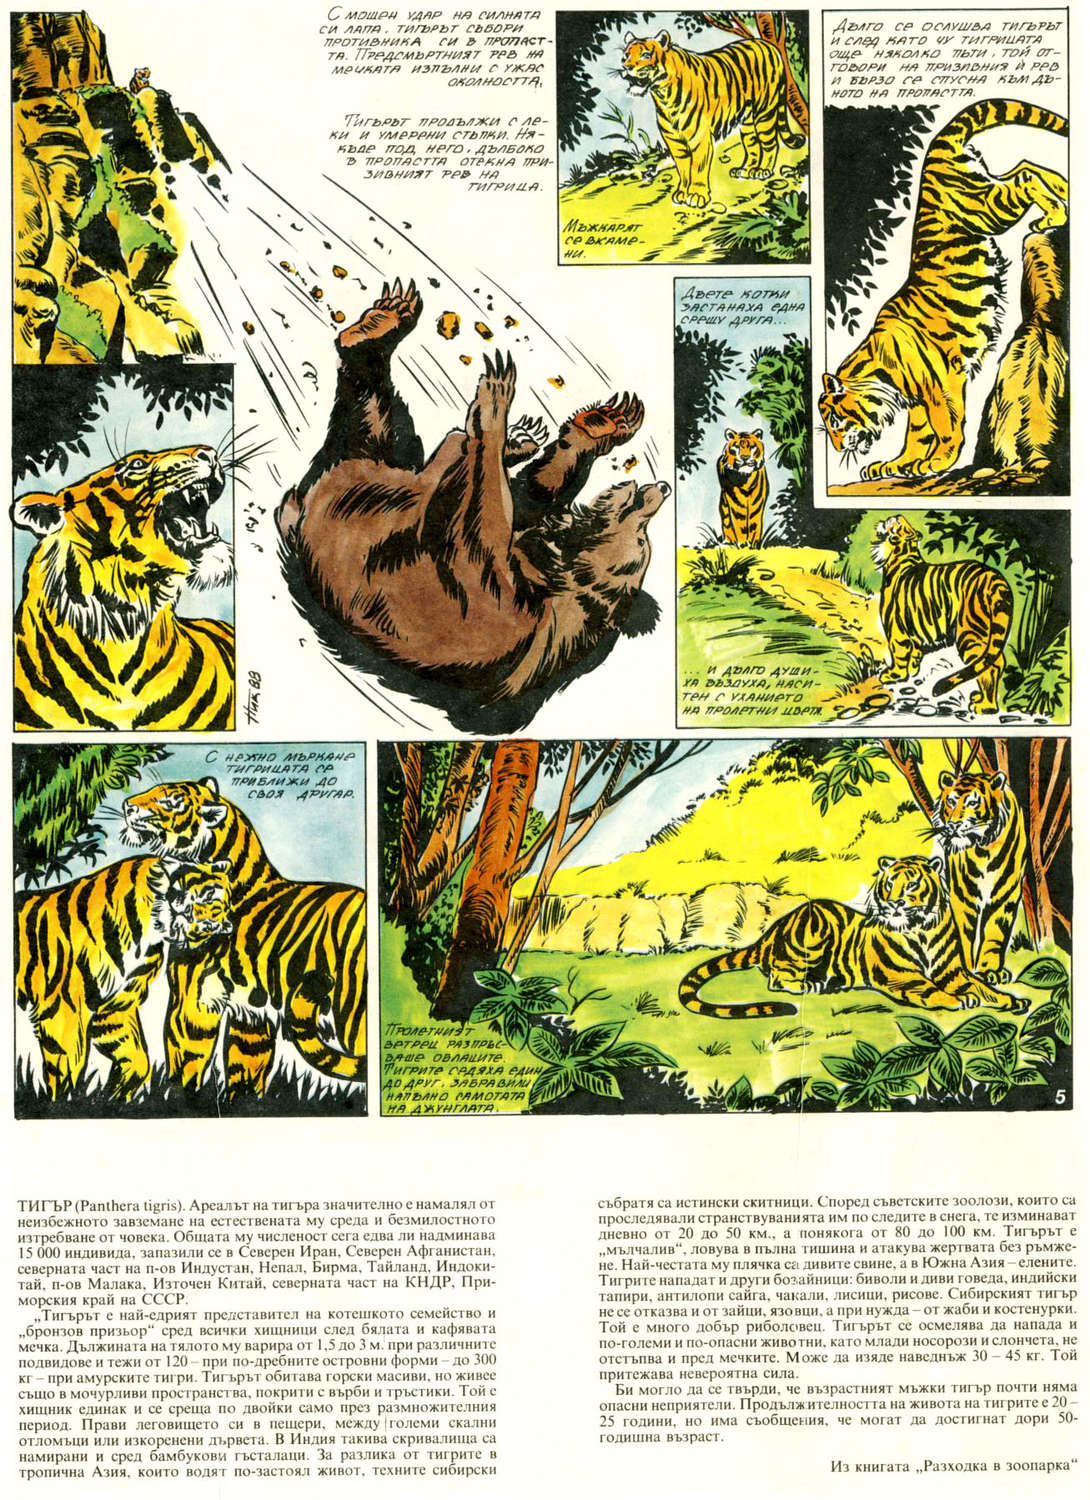 С МОЩЕН УДАР НА СИЛНАТА
СИ ЛАПА, ТИГЪРЪТ СЪБОРИ
ПРОТИВНИКА СИ В ПРОПАСТ-
ТА. ПРЕДСМЪРТНИЯТ РЕВ НА
МЕЧКАТА ИЗПЪЛНИ С УЖАС
ОКОЛНОСТТА.
ТИГЪРЪТ ПРОДЪЛЖИ С ЛЕ-
КИ И УМЕРЕНИ СТЪПКИ. НЯ-
КЪДЕ ПОД НЕГО, ДЪЛБОКО
В ПРОПАСТТА ОТЕКНА ПРИ-
ЗИВНИЯТ РЕВ НА
ТИГРИЦА.
МЪЖКАРЯТ
СЕ ВКАМЕ-
НИ.
ДЪЛГО СЕ ОСЛУШВА ТИГЪРЪТ
И СЛЕД КАТО ЧУ ТИГРИЦАТА
ОЩЕ НЯКОЛКО ПЪТИ, ТОЙ ОТ-
ГОВОРИ НА ПРИЗИВНИЯ Й РЕВ
И БЪРЗО СЕ СПУСНА КЪМ ДЪ-
НОТО НА ПРОПАСТТА.
ДВЕТЕ КОТКИ
ЗАСТАНАХА ЕДНА
СРЕЩУ ДРУГА...
... И ДЪЛГО ДУШИ-
ХА ВЪЗДУХА, НАСИ-
ТЕН С УХАНИЕТО
НА ПРОЛЕТНИ ЦВЕТЯ.
Ник 88
С НЕЖНО МЪРКАНЕ
ТИГРИЦАТА СЕ
ПРИБЛИЖИ ДО
СВОЯ ДРУГАР.
ПРОЛЕТНИЯТ
ВЕТРЕЦ РАЗПРЪС-
ВАШЕ ОБЛАЦИТЕ.
ТИГРИТЕ СЕДЯХА ЕДИН
ДО ДРУГ, ЗАБРАВИЛИ
НАПЪЛНО САМОТАТА
НА ДЖУНГЛАТА.
5
ТИГЪР (Panthera tigris). Ареалът на тигъра значително е намалял от
неизбежното завземане на естествената му среда и безмилостното
изтребване от човека. Общата му численост сега едва ли надминава
15 000 индивида, запазили се в Северен Иран, Северен Афганистан,
северната част на п-ов Индустан, Непал, Бирма, Тайланд, Индоки-
тай, п-ов Малака, Източен Китай, северната част на КНДР, При-
морския край на СССР.
„Тигърът е най-едрият представител на котешкото семейство и
„бронзов призьор“ сред всички хищници след бялата и кафявата
мечка. Дължината на тялото му варира от 1,5 до 3 м. при различните
подвидове и тежи от 120 – при по-дребните островни форми – до 300
кг – при амурските тигри. Тигърът обитава горски масиви, но живее
също в мочурливи пространства, покрити с върби и тръстики. Той е
хищник единак и се среща по двойки само през размножителния
период. Прави леговището си в пещери, между големи скални
отломъци или изкоренени дървета. В Индия такива скривалища са
намирани и сред бамбукови гъсталаци. За разлика от тигрите в
тропична Азия, които водят по-застоял живот, техните сибирски
събратя са истински скитници. Според съветските зоолози, които са
проследявали странствуванията им по следите в снега, те изминават
дневно от 20 до 50 км., а понякога от 80 до 100 км. Тигърът е
„мълчалив“, ловува в пълна тишина и атакува жертвата без ръмже-
не. Най-честата му плячка са дивите свине, а в Южна Азия – елените.
Тигрите нападат и други бозайници: биволи и диви говеда, индийски
тапири, антилопи сайга, чакали, лисици, рисове. Сибирският тигър
не се отказва и от зайци, язовци, а при нужда – от жаби и костенурки.
Той е много добър риболовец. Тигърът се осмелява да напада и
по-големи и по-опасни животни, като млади носорози и слончета, не
отстъпва и пред мечките. Може да изяде наведнъж 30 – 45 кг. Той
притежава невероятна сила.
Би могло да се твърди, че възрастният мъжки тигър почти няма
опасни неприятели. Продължителността на живота на тигрите е 20 –
25 години, но има съобщения, че могат да достигнат дори 50-
годишна възраст.
Из книгата „Разходка в зоопарка“